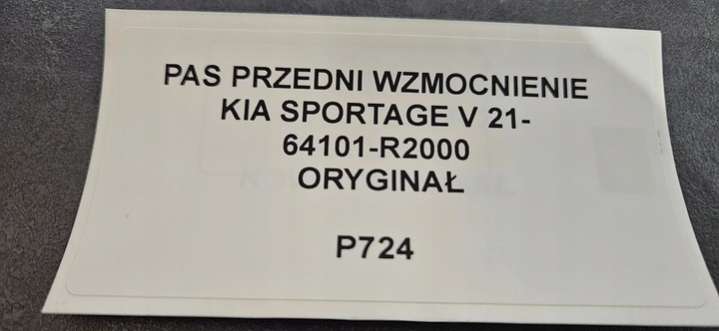 PAS PRZEDNI WZMOCNIENIE
KIA SPORTAGE V 21-
64101-R2000
ORYGINAŁ
P724